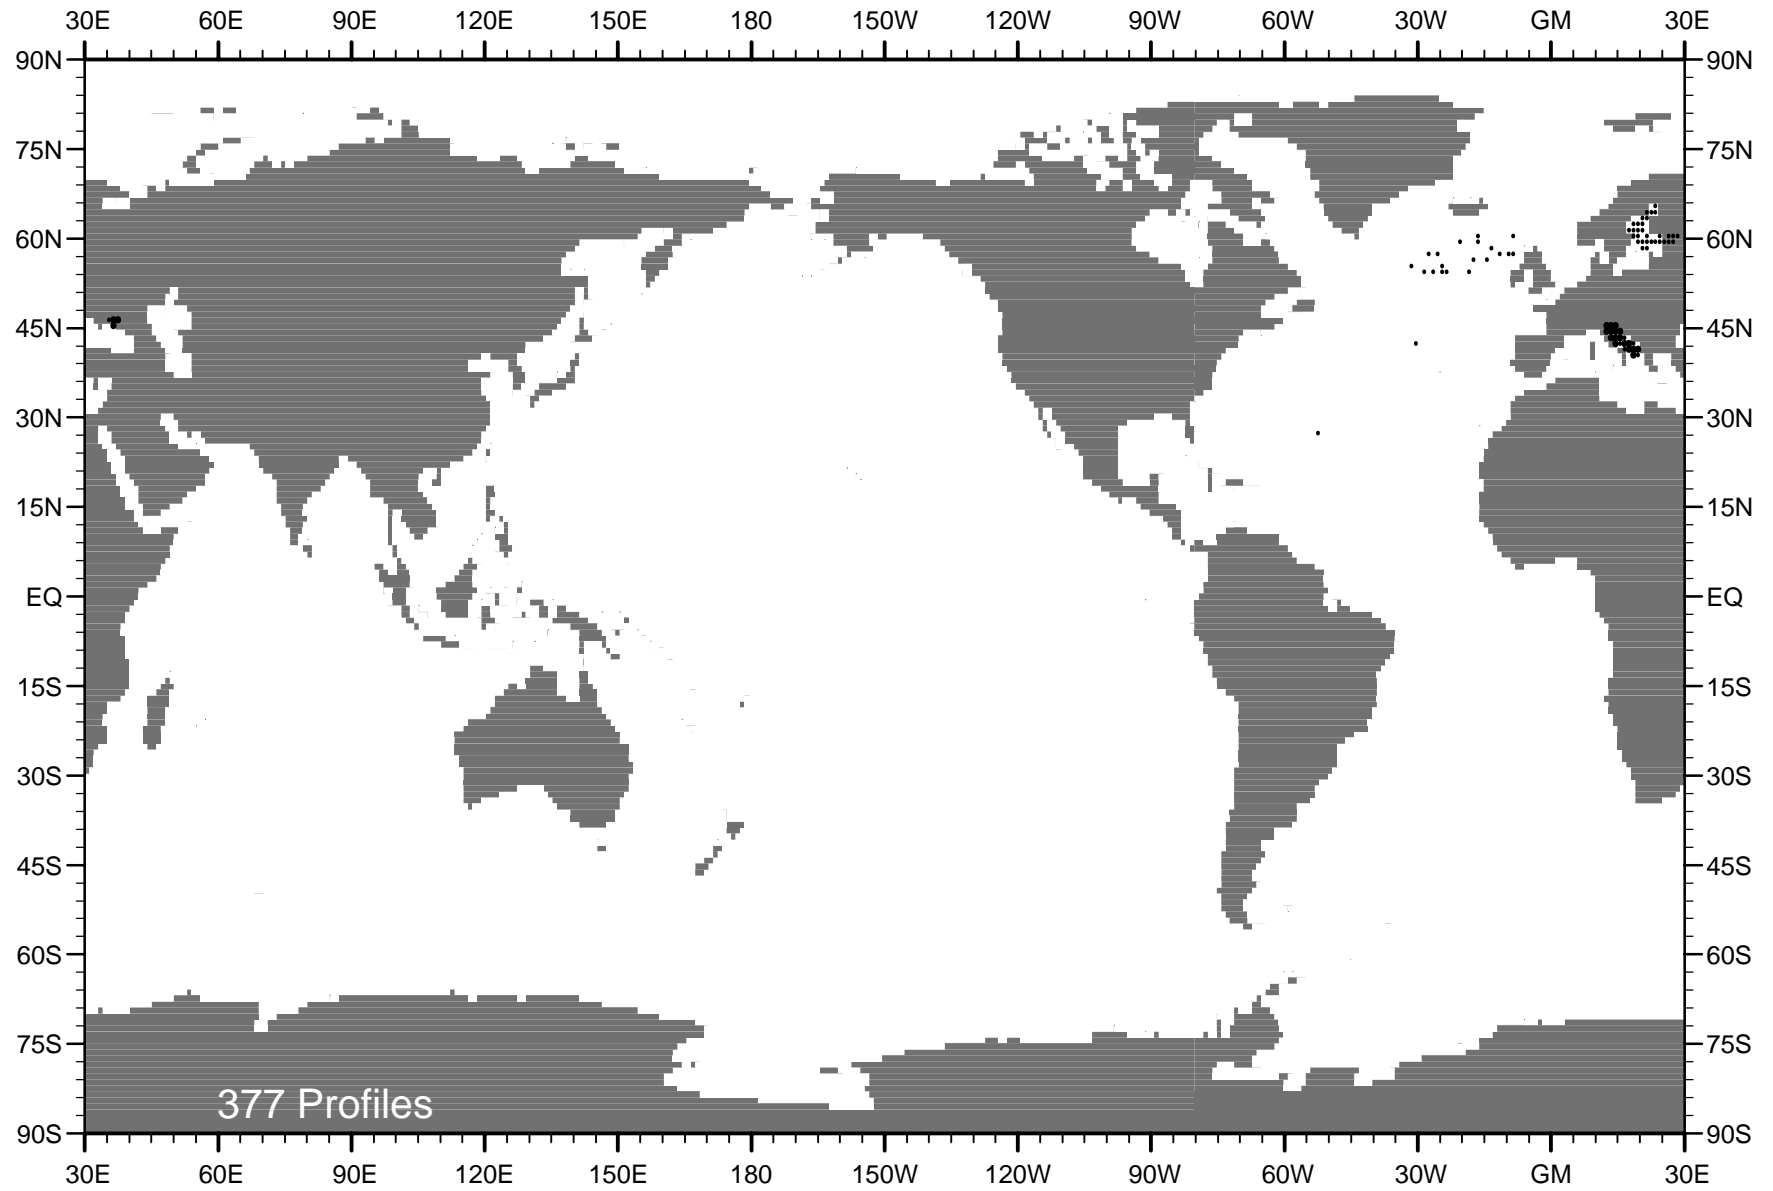 30E 60E 90E 120E 150E 180 150W 120W 90W 60W 30W GM 30E
90N 90N
75N 75N
60N 60N
45N 45N
30N 30N
15N 15N
EQ EQ
15S 15S
30S 30S
45S 45S
60S 60S
75S 75S
377 Profiles
90S 90S
30E 60E 90E 120E 150E 180 150W 120W 90W 60W 30W GM 30E